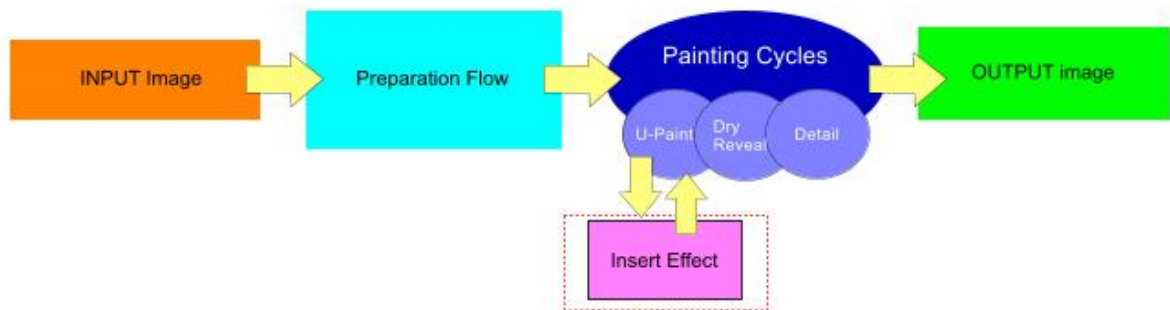 INPUT Image
Preparation Flow
Painting Cycles
U-Paint
Dry
Reveal
Detail
OUTPUT image
Insert Effect